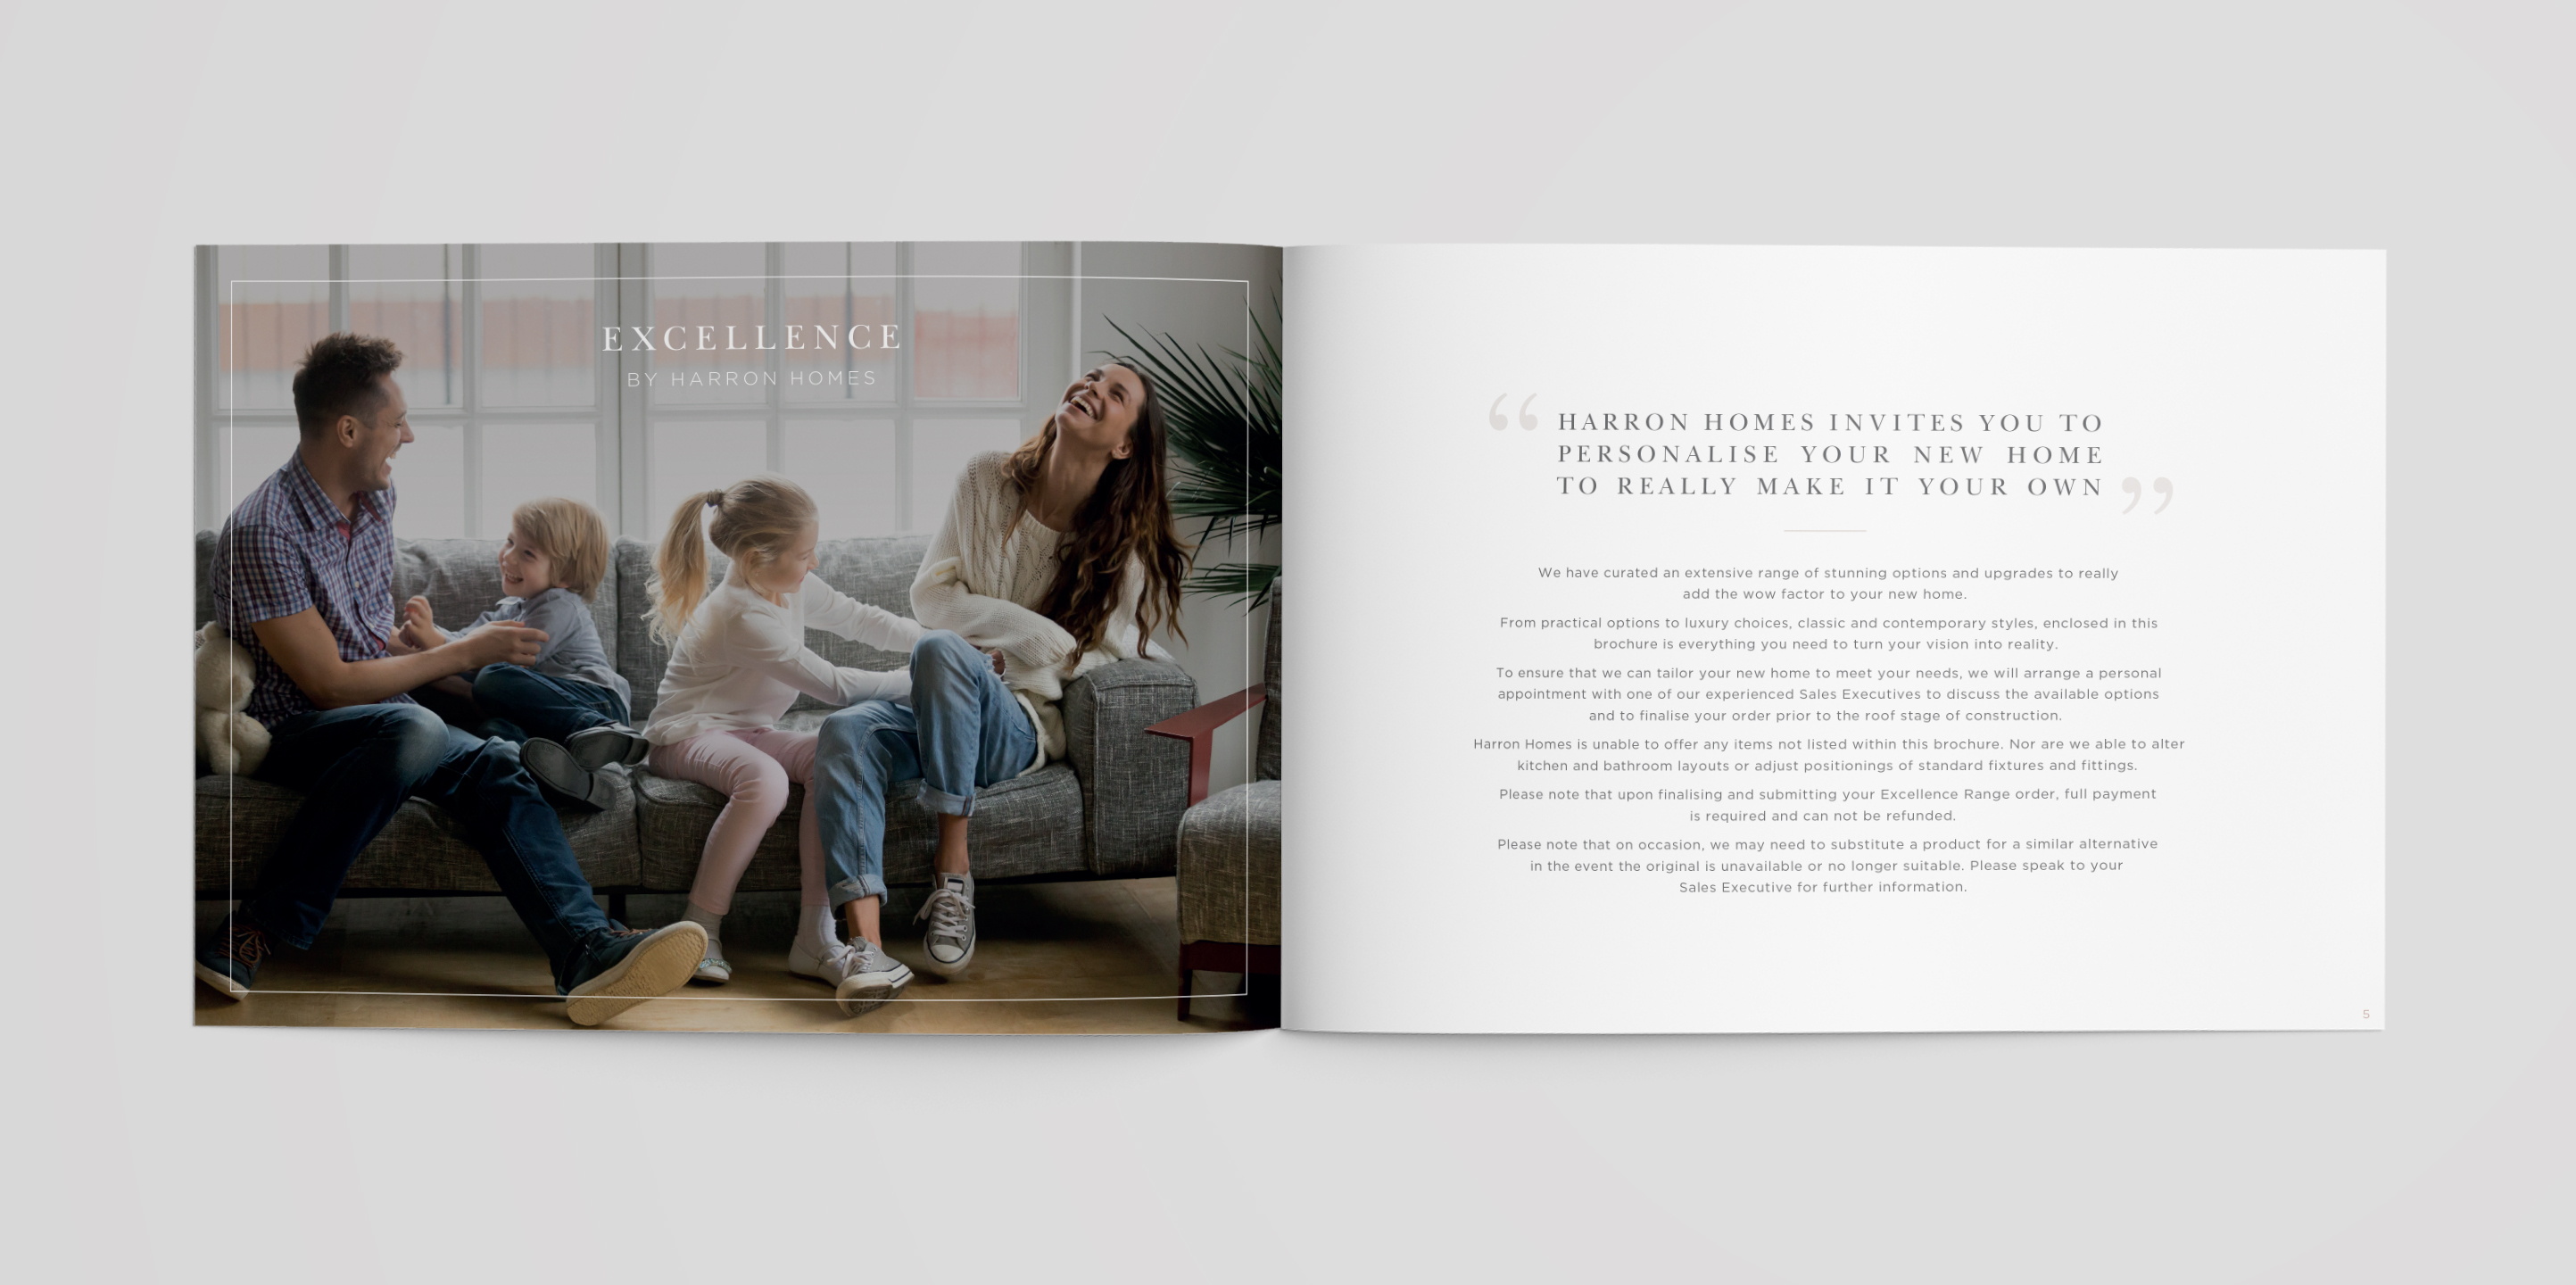 EXCELLENCE
BY HARRON HOMES
“ HARRON HOMES INVITES YOU TO
PERSONALISE YOUR NEW HOME
TO REALLY MAKE IT YOUR OWN ”
We have curated an extensive range of stunning options and upgrades to really
add the wow factor to your new home.
From practical options to luxury choices, classic and contemporary styles, enclosed in this
brochure is everything you need to turn your vision into reality.
To ensure that we can tailor your new home to meet your needs, we will arrange a personal
appointment with one of our experienced Sales Executives to discuss the available options
and to finalise your order prior to the roof stage of construction.
Harron Homes is unable to offer any items not listed within this brochure. Nor are we able to alter
kitchen and bathroom layouts or adjust positionings of standard fixtures and fittings.
Please note that upon finalising and submitting your Excellence Range order, full payment
is required and can not be refunded.
Please note that on occasion, we may need to substitute a product for a similar alternative
in the event the original is unavailable or no longer suitable. Please speak to your
Sales Executive for further information.
5